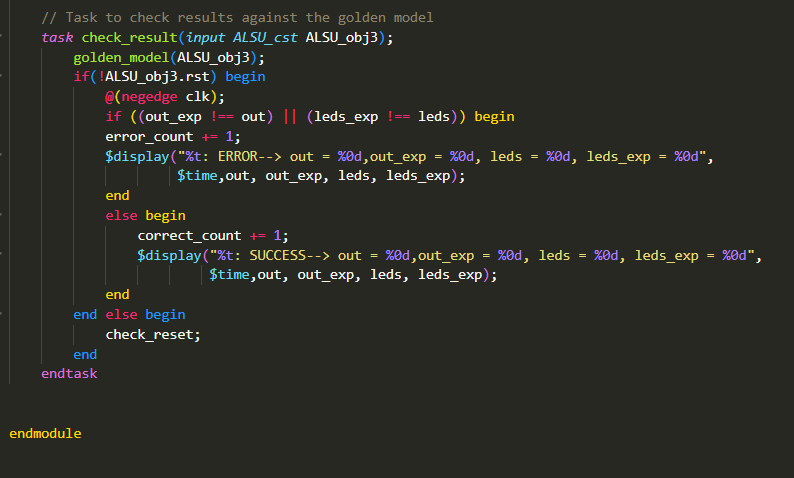 // Task to check results against the golden model
task check_result(input ALSU_cst ALSU_obj3);
golden_model(ALSU_obj3);
if(!ALSU_obj3.rst) begin
@(negedge clk);
if ((out_exp !== out) || (leds_exp !== leds)) begin
error_count += 1;
$display("%t: ERROR--> out = %0d,out_exp = %0d, leds = %0d, leds_exp = %0d",
$time,out, out_exp, leds, leds_exp);
end
else begin
correct_count += 1;
$display("%t: SUCCESS--> out = %0d,out_exp = %0d, leds = %0d, leds_exp = %0d",
$time,out, out_exp, leds, leds_exp);
end
end else begin
check_reset;
end
endtask
endmodule